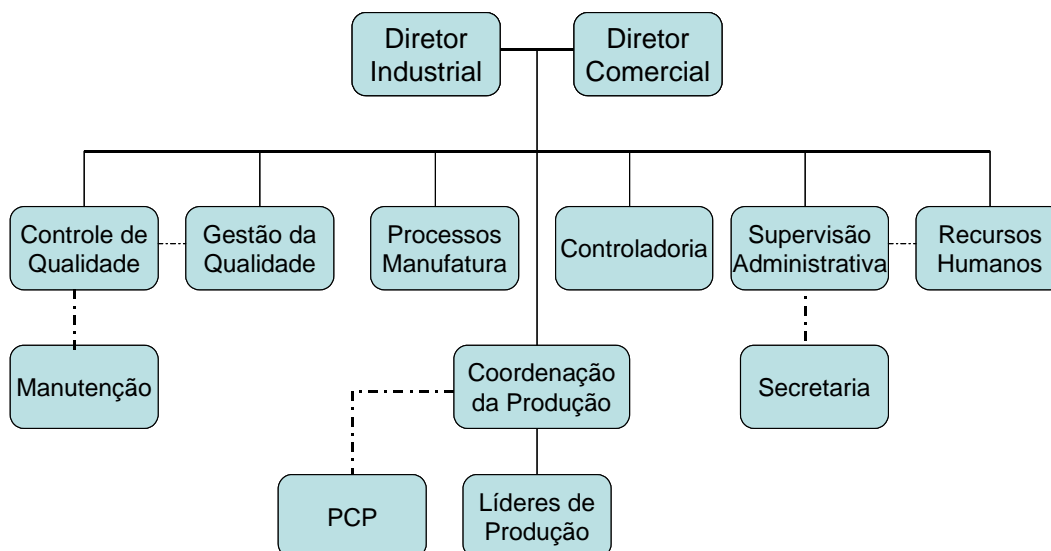 Diretor
Industrial
Diretor
Comercial
Controle de
Qualidade
Gestão da
Qualidade
Processos
Manufatura
Controladoria
Supervisão
Administrativa
Recursos
Humanos
Manutenção
Coordenação
da Produção
Secretaria
PCP
Líderes de
Produção